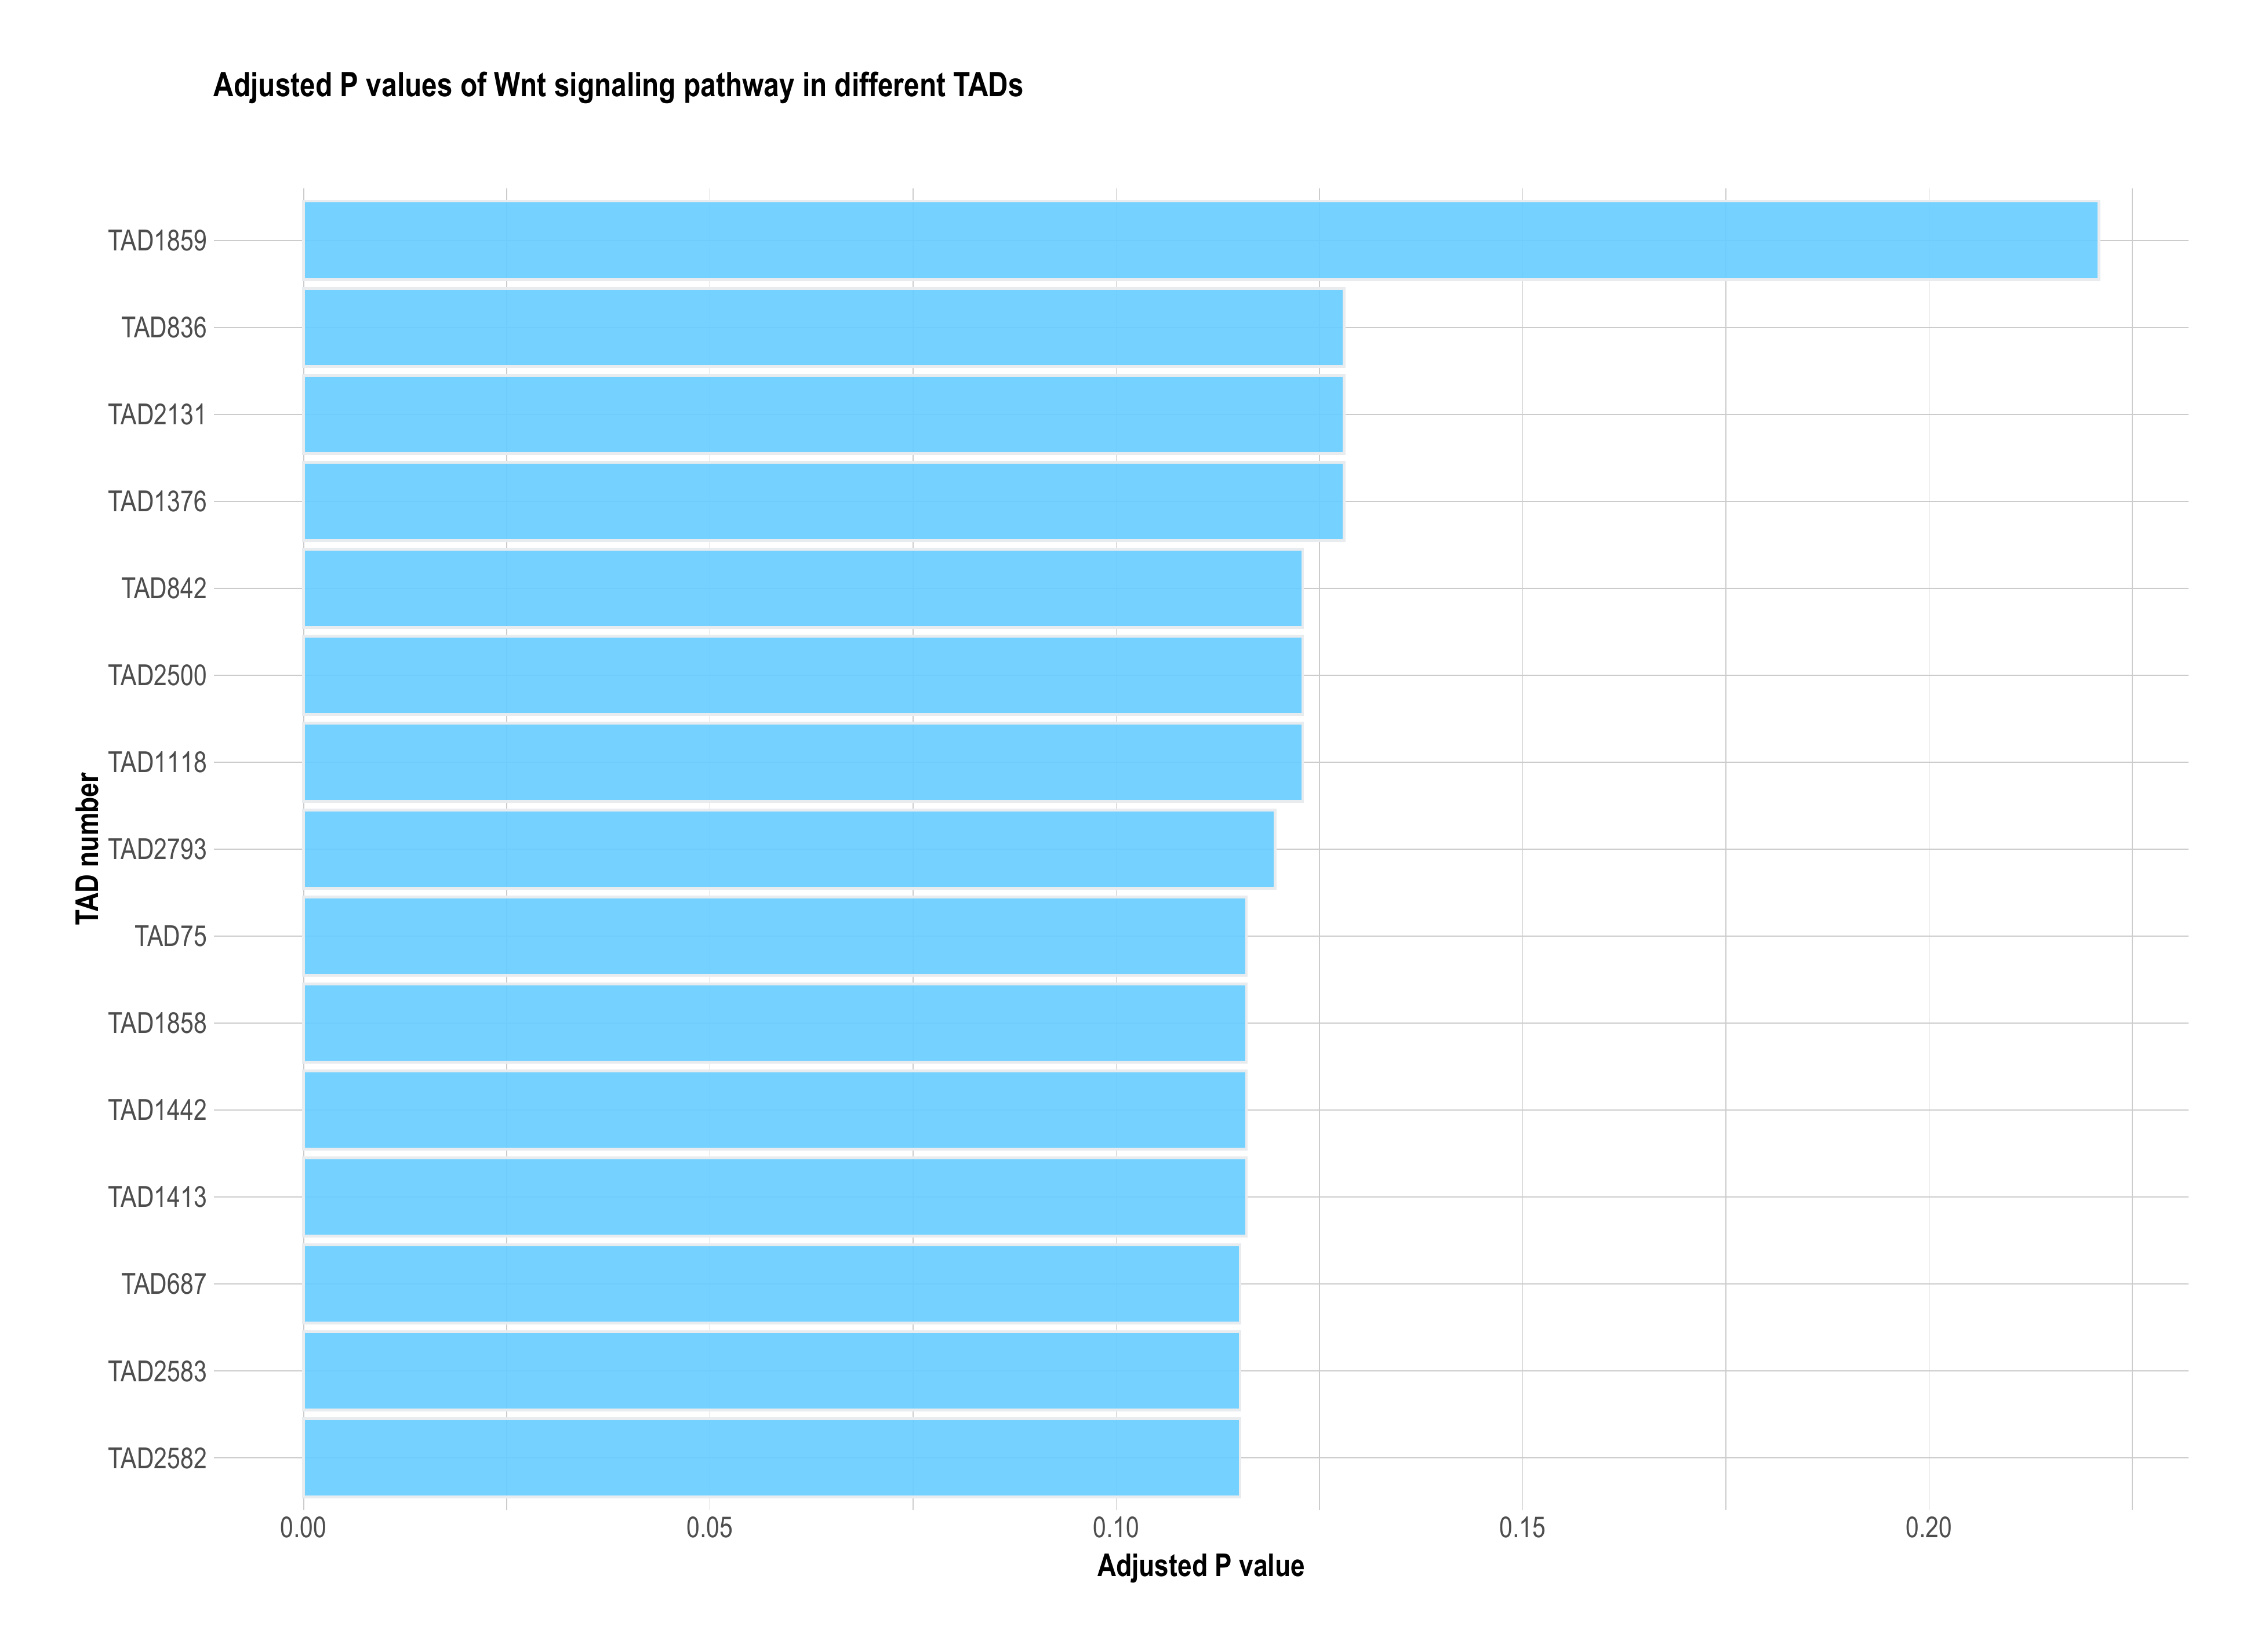 Adjusted P values of Wnt signaling pathway in different TADs
TAD number
TAD1859
TAD836
TAD2131
TAD1376
TAD842
TAD2500
TAD1118
TAD2793
TAD75
TAD1858
TAD1442
TAD1413
TAD687
TAD2583
TAD2582
0.00 0.05 0.10 0.15 0.20
Adjusted P value